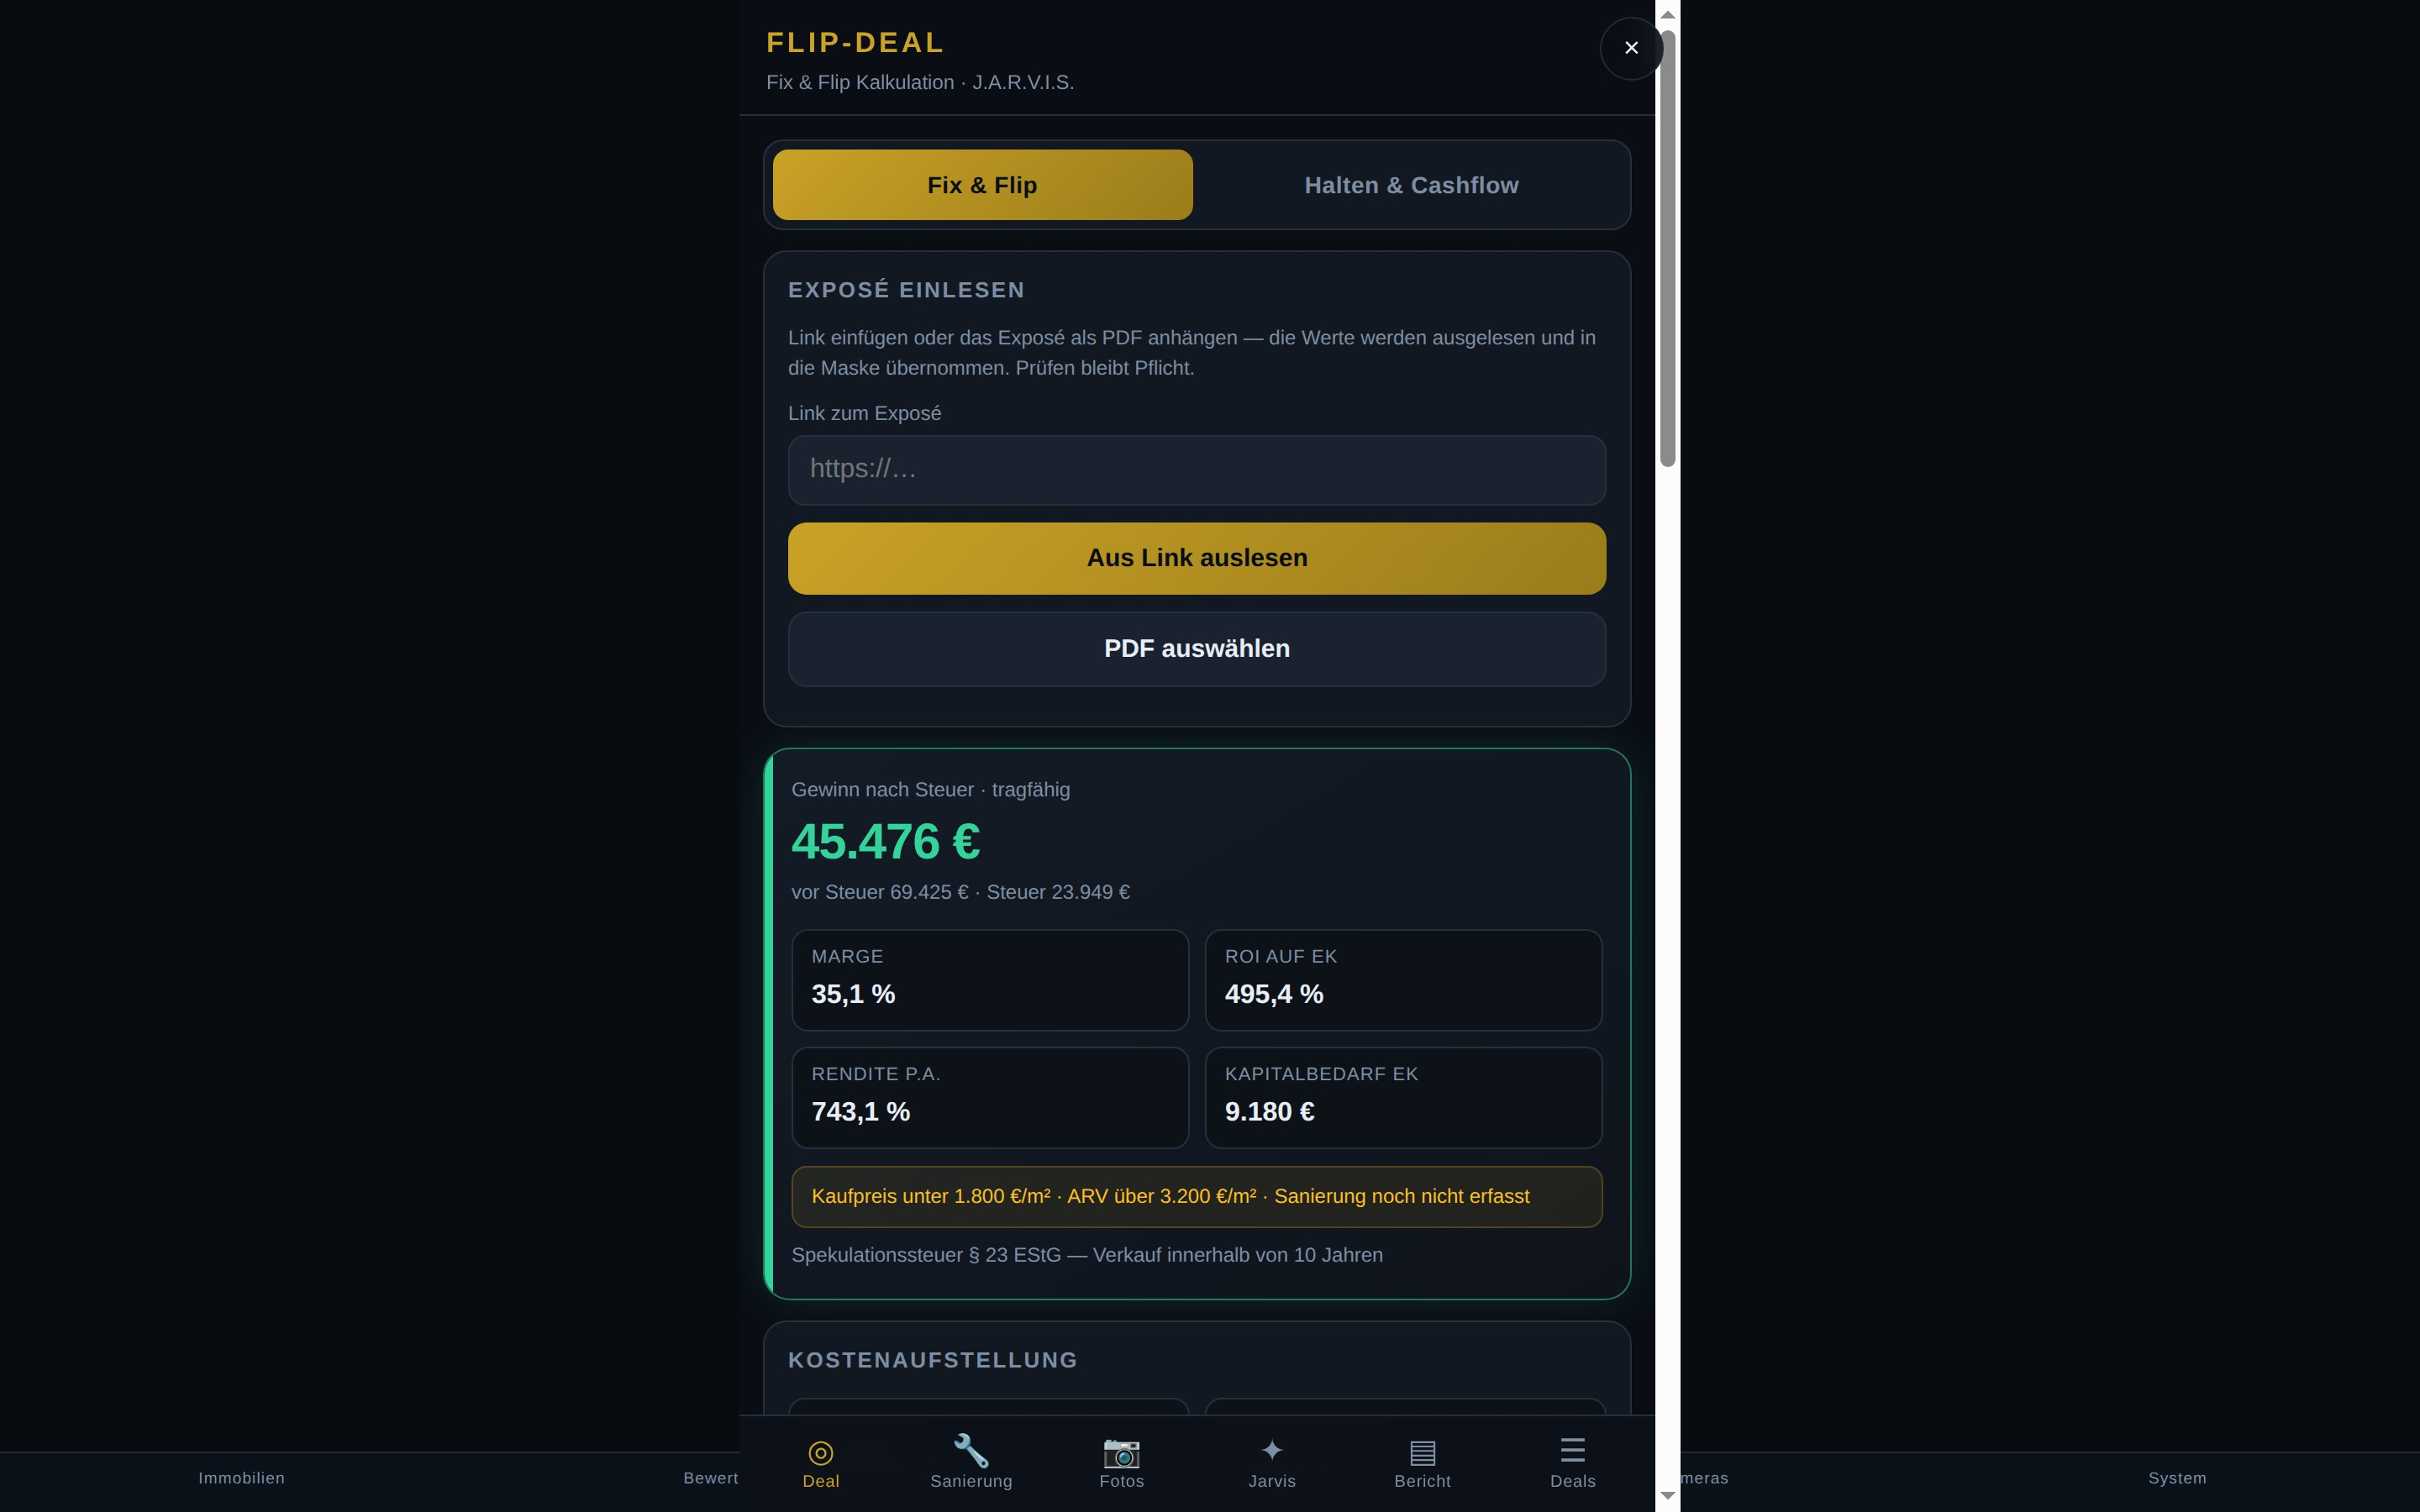 FLIP-DEAL
Fix & Flip Kalkulation · J.A.R.V.I.S.
×
Fix & Flip
Halten & Cashflow
EXPOSÉ EINLESEN
Link einfügen oder das Exposé als PDF anhängen — die Werte werden ausgelesen und in
die Maske übernommen. Prüfen bleibt Pflicht.
Link zum Exposé
https://…
Aus Link auslesen
PDF auswählen
Gewinn nach Steuer · tragfähig
45.476 €
vor Steuer 69.425 € · Steuer 23.949 €
MARGE
35,1 %
ROI AUF EK
495,4 %
RENDITE P.A.
743,1 %
KAPITALBEDARF EK
9.180 €
Kaufpreis unter 1.800 €/m² · ARV über 3.200 €/m² · Sanierung noch nicht erfasst
Spekulationssteuer § 23 EStG — Verkauf innerhalb von 10 Jahren
KOSTENAUFSTELLUNG
Deal
Sanierung
Fotos
Jarvis
Bericht
Deals
Immobilien
Bewert
meras
System